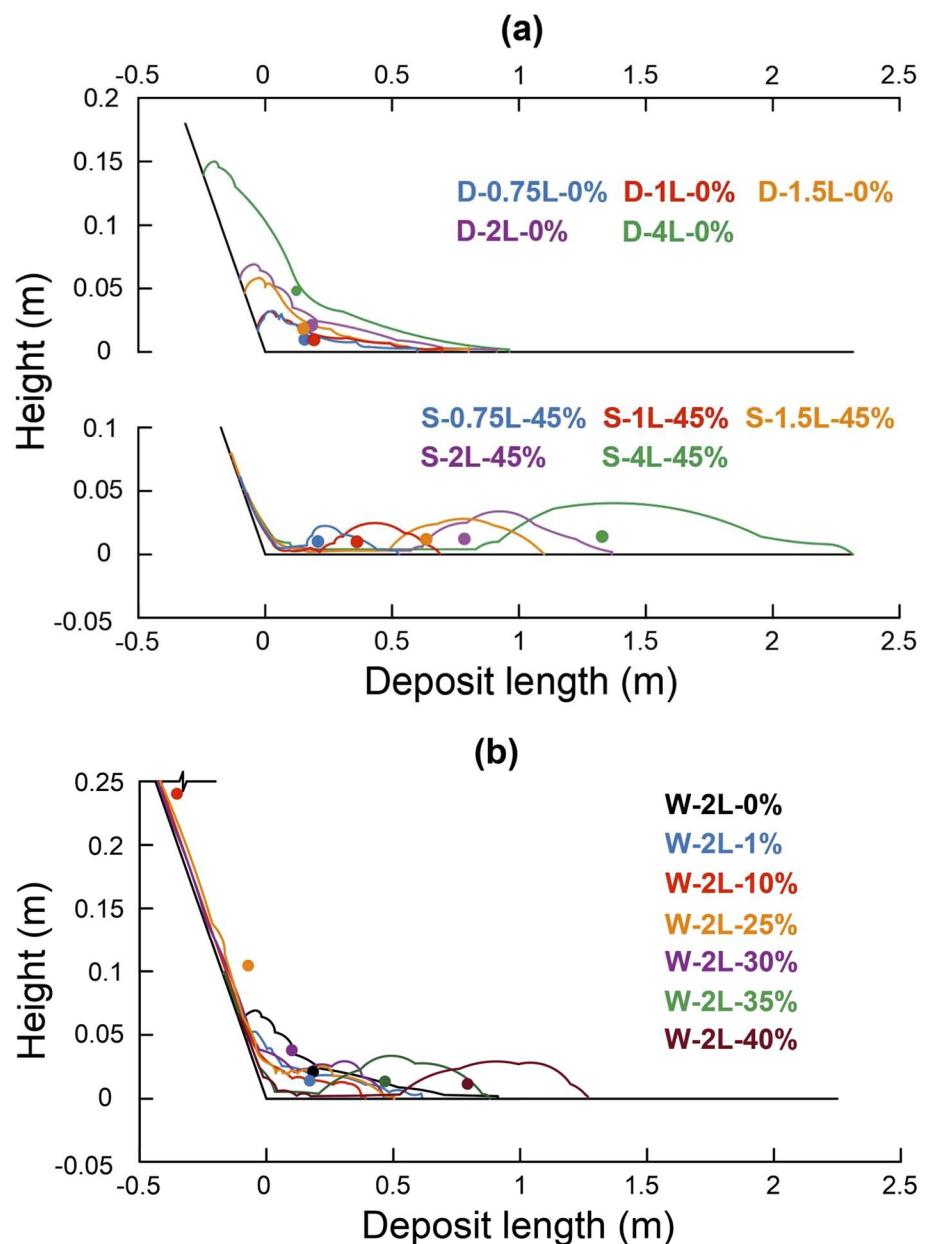 (a)
-0.5 0 0.5 1 1.5 2 2.5
0.2
0.15
0.1
0.05
0
D-0.75L-0% D-1L-0% D-1.5L-0%
D-2L-0% D-4L-0%
Height (m)
0.1
0.05
0
-0.05
S-0.75L-45% S-1L-45% S-1.5L-45%
S-2L-45% S-4L-45%
-0.5 0 0.5 1 1.5 2 2.5
Deposit length (m)
(b)
0.25
0.2
0.15
0.1
0.05
0
-0.05
Height (m)
W-2L-0%
W-2L-1%
W-2L-10%
W-2L-25%
W-2L-30%
W-2L-35%
W-2L-40%
-0.5 0 0.5 1 1.5 2 2.5
Deposit length (m)